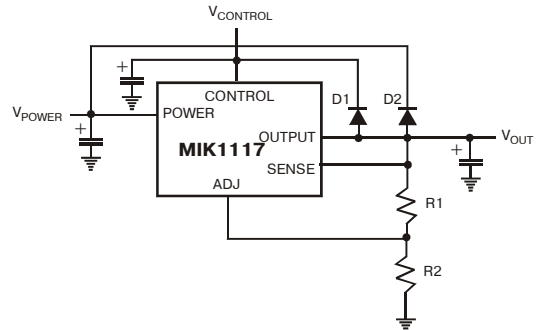 VCONTROL
+
CONTROL
D1
D2
VPOWER
POWER
+
OUTPUT
VOUT
MIK1117
SENSE
+
ADJ
R1
R2